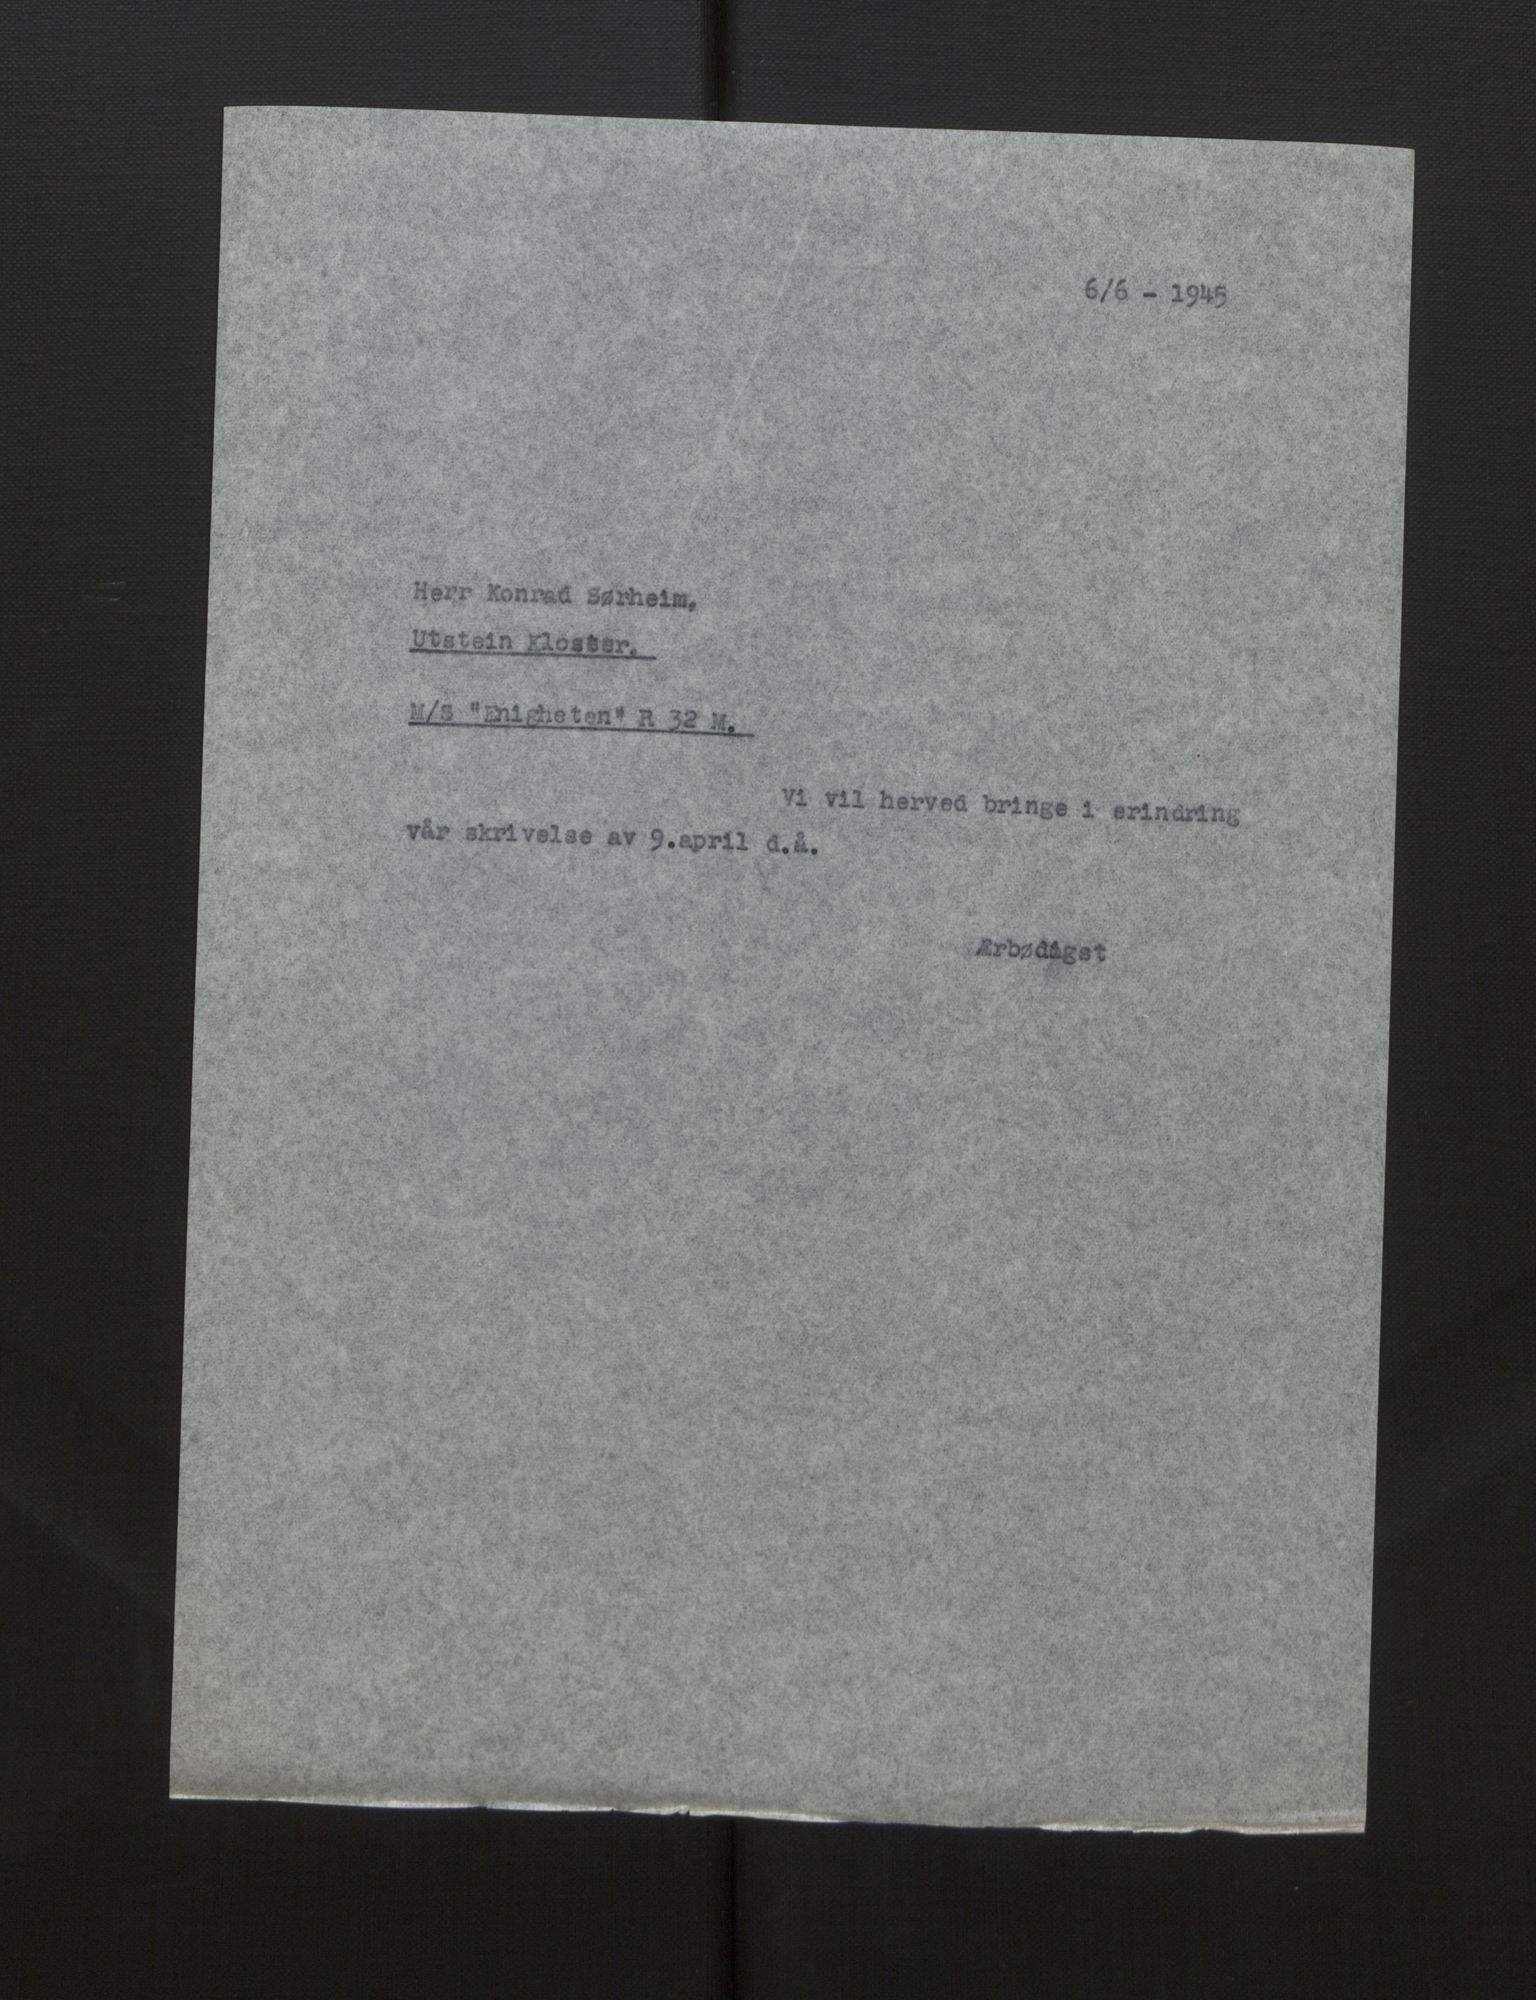 6/6 - 1945
Herr Konrad Sørheim,
Utstein Kloster.
M/S "Enigheten" R 32 M.
Vi vil herved bringe i erindring
vår skrivelse av 9.april d.å.
Ærbødigst